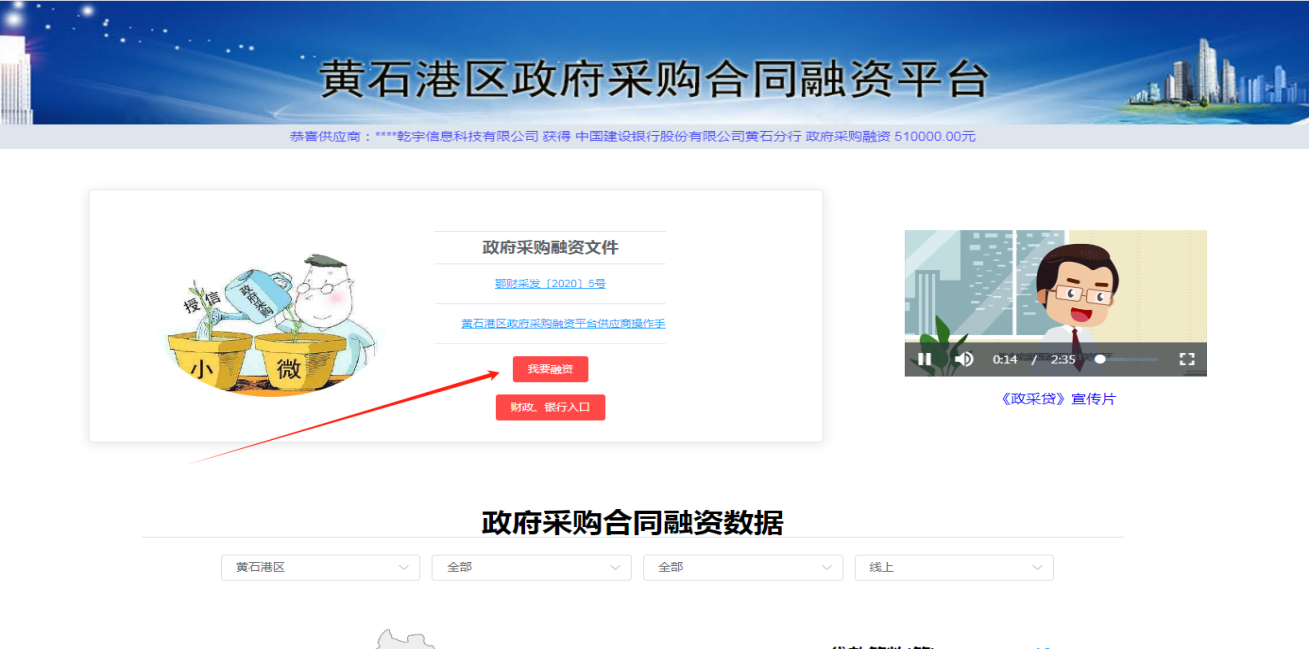 黄石港区政府采购合同融资平台
恭喜供应商：****乾宇信息科技有限公司 获得 中国建设银行股份有限公司黄石分行 政府采购融资 510000.00元
政府采购融资文件
鄂财采发〔2020〕5号
黄石港区政府采购融资平台供应商操作手
我要融资
财政、银行入口
授信
政府采购
小
微
0:14 / 2:35
《政采贷》宣传片
政府采购合同融资数据
黄石港区
全部
全部
线上